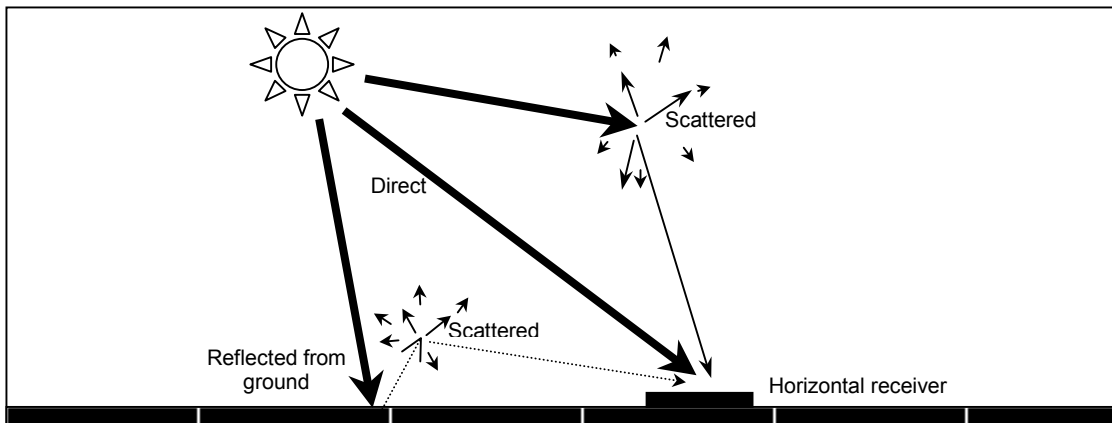 Scattered
Direct
Scattered
Reflected from
ground
Horizontal receiver